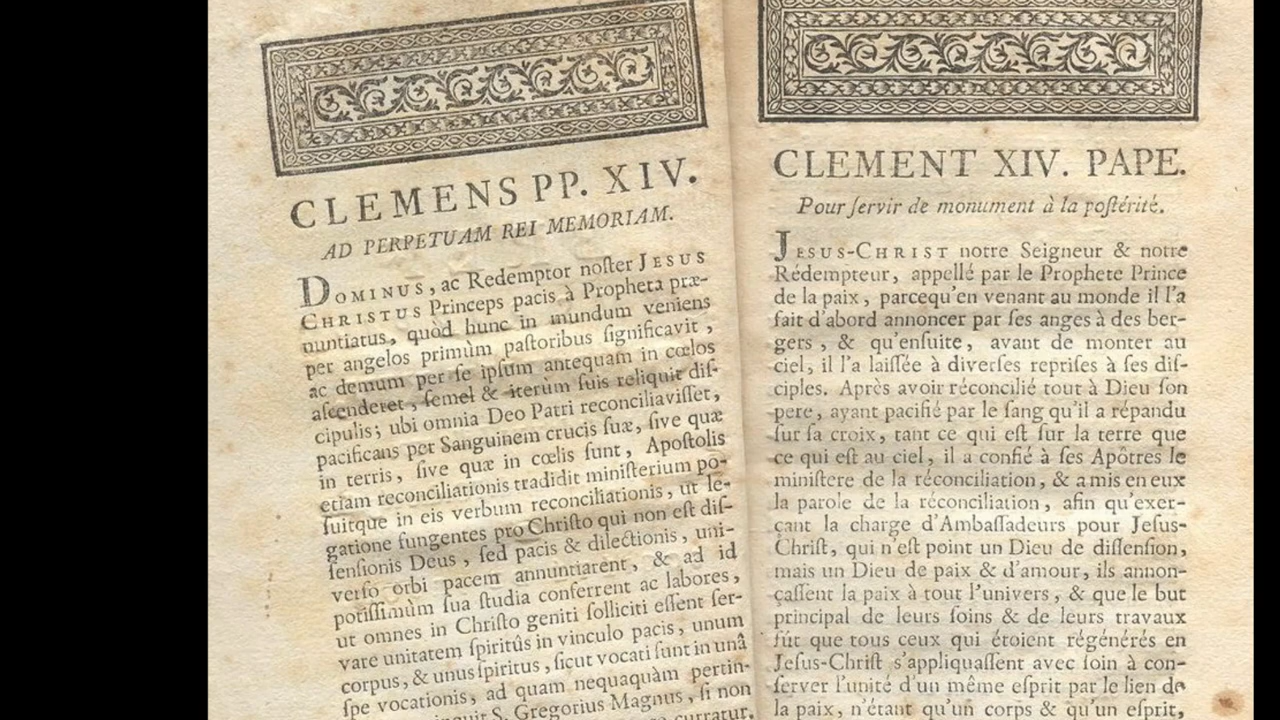 CLEMENS PP. XIV.
AD PERPETUAM REI MEMORIAM.
DOMINUS, ac Redemptor noſter JESUS
CHRISTUS Princeps pacis à Propheta præ-
nuntiatus, quòd hunc in mundum veniens
per angelos primùm paſtoribus ſignificavit,
ac demum per ſe ipſum antequam in cœlos
aſcenderet, ſemel & iterum ſuis reliquit diſ-
cipulis; ubi omnia Deo Patri reconciliaviſſet,
pacificans per Sanguinem crucis ſuæ, ſive quæ
in terris, ſive quæ in cœlis ſunt, Apoſtolis
etiam reconciliationis tradidit miniſterium po-
ſuitque in eis verbum reconciliationis, ut le-
gatione fungentes pro Chriſto qui non eſt diſ-
ſenſionis Deus, ſed pacis & dilectionis, uni-
verſo orbi pacem annuntiarent, & ad id
potiſſimùm ſua ſtudia conferrent ac labores,
ut omnes in Chriſto geniti ſolliciti eſſent ſer-
vare unitatem ſpiritûs in vinculo pacis, unum
corpus, & unus ſpiritus, ſicut vocati ſunt in unâ
ſpe vocationis, ad quam nequaquàm pertin-
inquit S. Gregorius Magnus, ſi non
curratur.
CLEMENT XIV. PAPE.
Pour ſervir de monument à la poſtérité.
JESUS-CHRIST notre Seigneur & notre
Rédempteur, appellé par le Prophete Prince
de la paix, parcequ'en venant au monde il l'a
fait d'abord annoncer par ſes anges à des ber-
gers, & qu'enſuite, avant de monter au
ciel, il l'a laiſſée à diverſes repriſes à ſes diſ-
ciples. Après avoir réconcilié tout à Dieu ſon
pere, ayant pacifié par le ſang qu'il a répandu
ſur ſa croix, tant ce qui eſt ſur la terre que
ce qui eſt au ciel, il a confié à ſes Apôtres le
miniſtere de la réconciliation, & a mis en eux
la parole de la réconciliation, afin qu'exer-
çant la charge d'Ambaſſadeurs pour Jeſus-
Chriſt, qui n'eſt point un Dieu de diſſenſion,
mais un Dieu de paix & d'amour, ils annon-
çaſſent la paix à tout l'univers, & que le but
principal de leurs ſoins & de leurs travaux
fût que tous ceux qui étoient régénérés en
Jeſus-Chriſt s'appliquaſſent avec ſoin à con-
ſerver l'unité d'un même eſprit par le lien de
la paix, n'étant qu'un corps & qu'un eſprit,